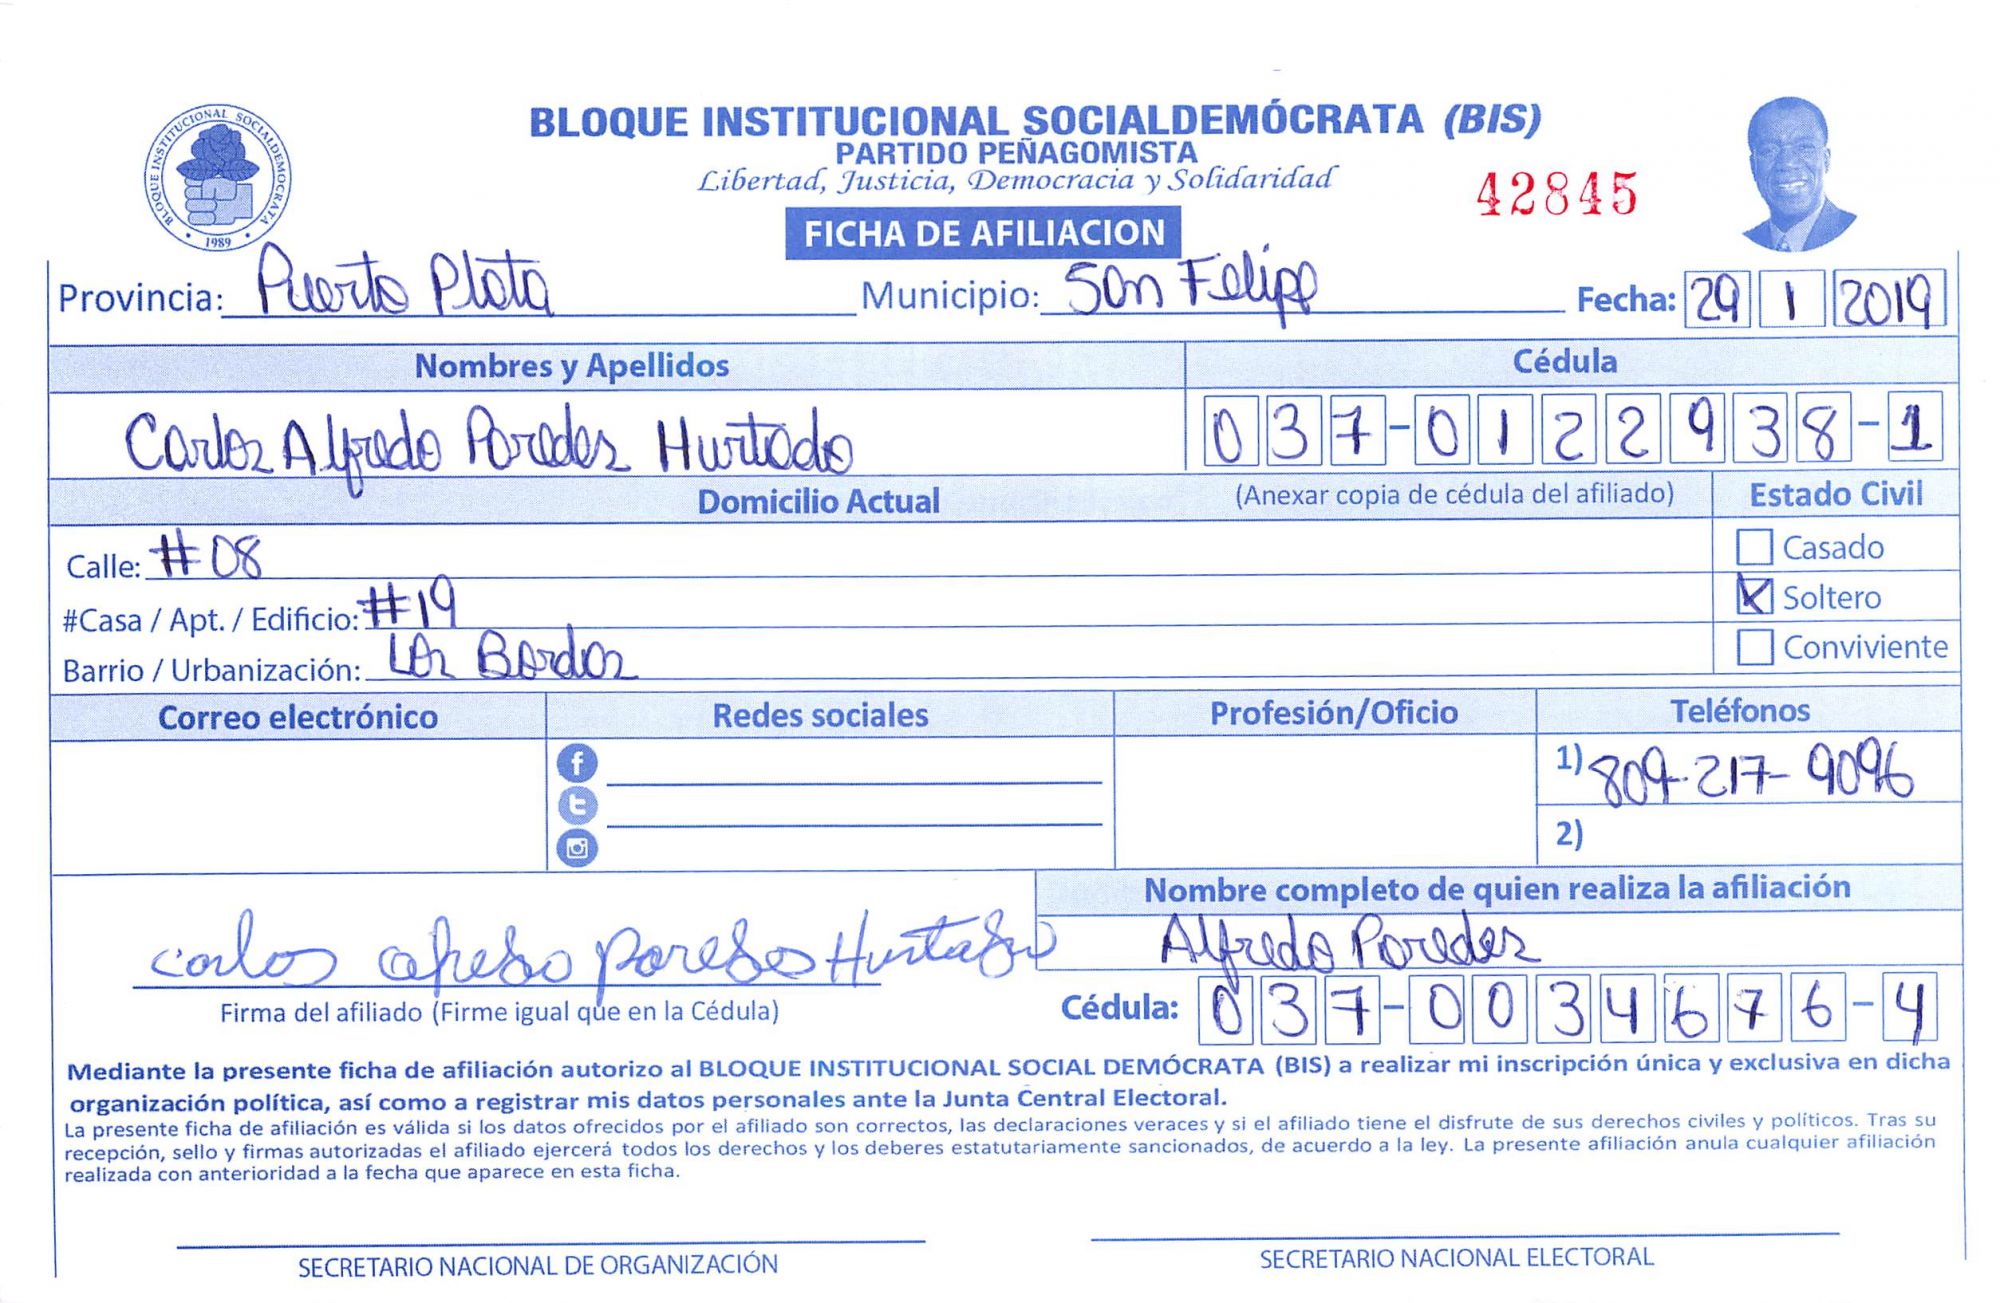 BLOQUE INSTITUCIONAL SOCIALDEMÓCRATA (BIS)
PARTIDO PEÑAGOMISTA
Libertad, Justicia, Democracia y Solidaridad
42845
BLOQUE INSTITUCIONAL SOCIALDEMOCRATA
1989
FICHA DE AFILIACION
Provincia: Puerto Plata Municipio: San Felipe Fecha: 29 1 2019
Nombres y Apellidos Cédula
Carlos Alfredo Paredes Hurtado 037-0122938-1
Domicilio Actual (Anexar copia de cédula del afiliado) Estado Civil
Calle: #08 Casado
#Casa / Apt. / Edificio: #19 Soltero
Barrio / Urbanización: Los Bordos Conviviente
Correo electrónico Redes sociales Profesión/Oficio Teléfonos
1) 809-217-9096
2)
Nombre completo de quien realiza la afiliación
Alfredo Paredes
carlos alfredo paredes Hurtado
Firma del afiliado (Firme igual que en la Cédula) Cédula: 037-0034676-4
Mediante la presente ficha de afiliación autorizo al BLOQUE INSTITUCIONAL SOCIAL DEMÓCRATA (BIS) a realizar mi inscripción única y exclusiva en dicha
organización política, así como a registrar mis datos personales ante la Junta Central Electoral.
La presente ficha de afiliación es válida si los datos ofrecidos por el afiliado son correctos, las declaraciones veraces y si el afiliado tiene el disfrute de sus derechos civiles y políticos. Tras su
recepción, sello y firmas autorizadas el afiliado ejercerá todos los derechos y los deberes estatutariamente sancionados, de acuerdo a la ley. La presente afiliación anula cualquier afiliación
realizada con anterioridad a la fecha que aparece en esta ficha.
SECRETARIO NACIONAL DE ORGANIZACIÓN SECRETARIO NACIONAL ELECTORAL